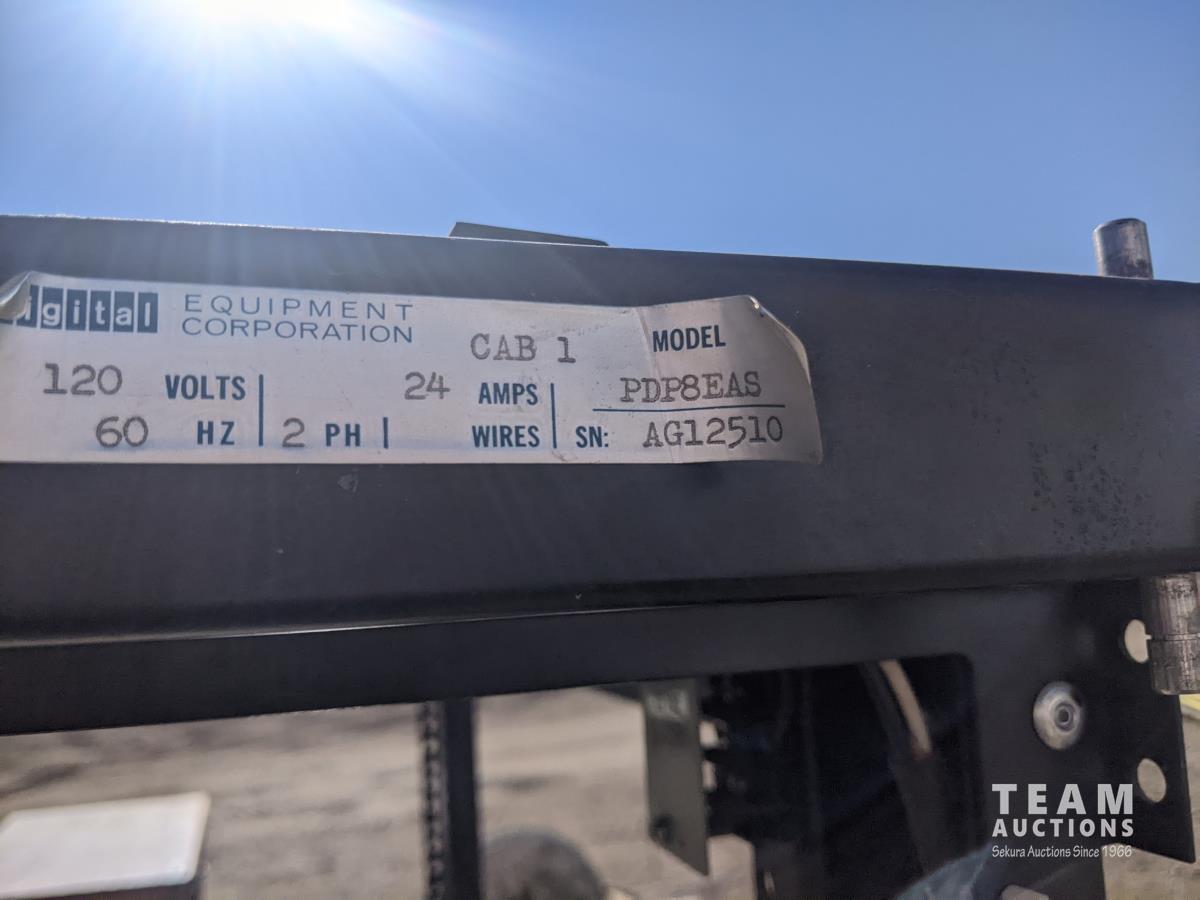 digital EQUIPMENT
CORPORATION
CAB 1 MODEL
120 VOLTS 24 AMPS PDP8EAS
60 HZ 2 PH WIRES SN: AG12510
TEAM
AUCTIONS
Sekura Auctions Since 1966